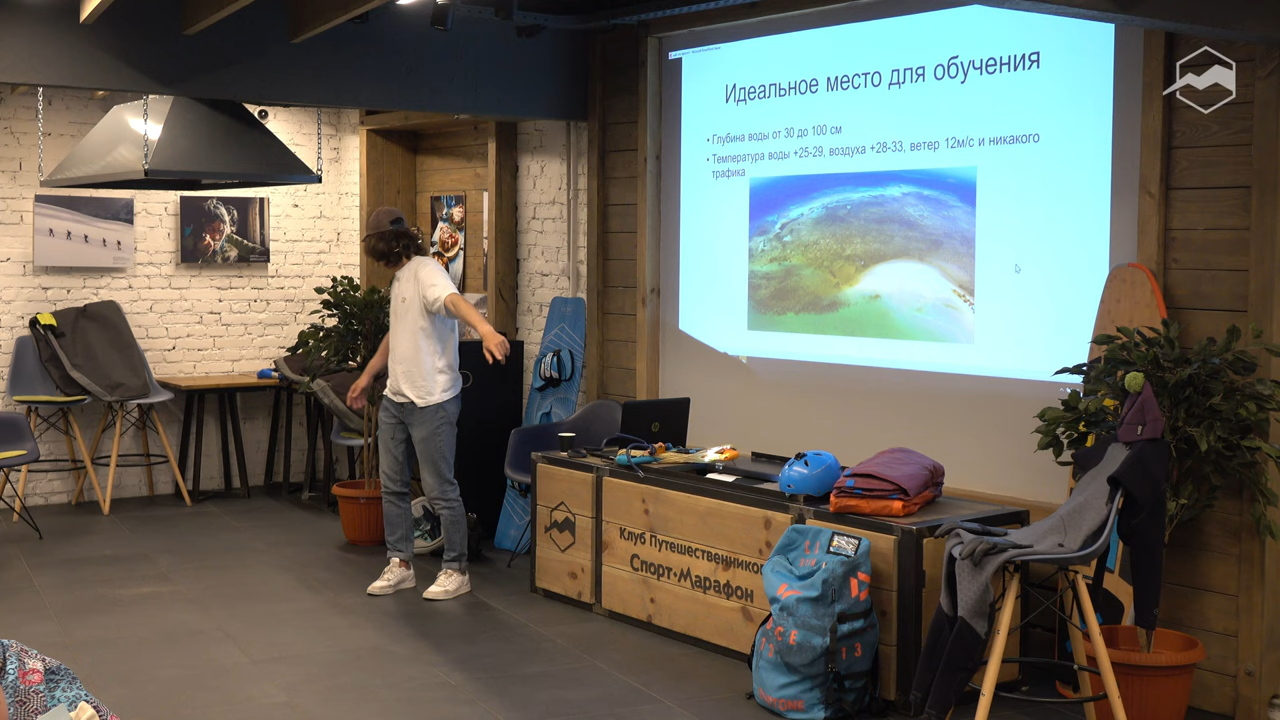 Идеальное место для обучения
• Глубина воды от 30 до 100 см
• Температура воды +25-29, воздуха +28-33, ветер 12м/с и никакого
трафика
Клуб Путешественников
Спорт-Марафон
13